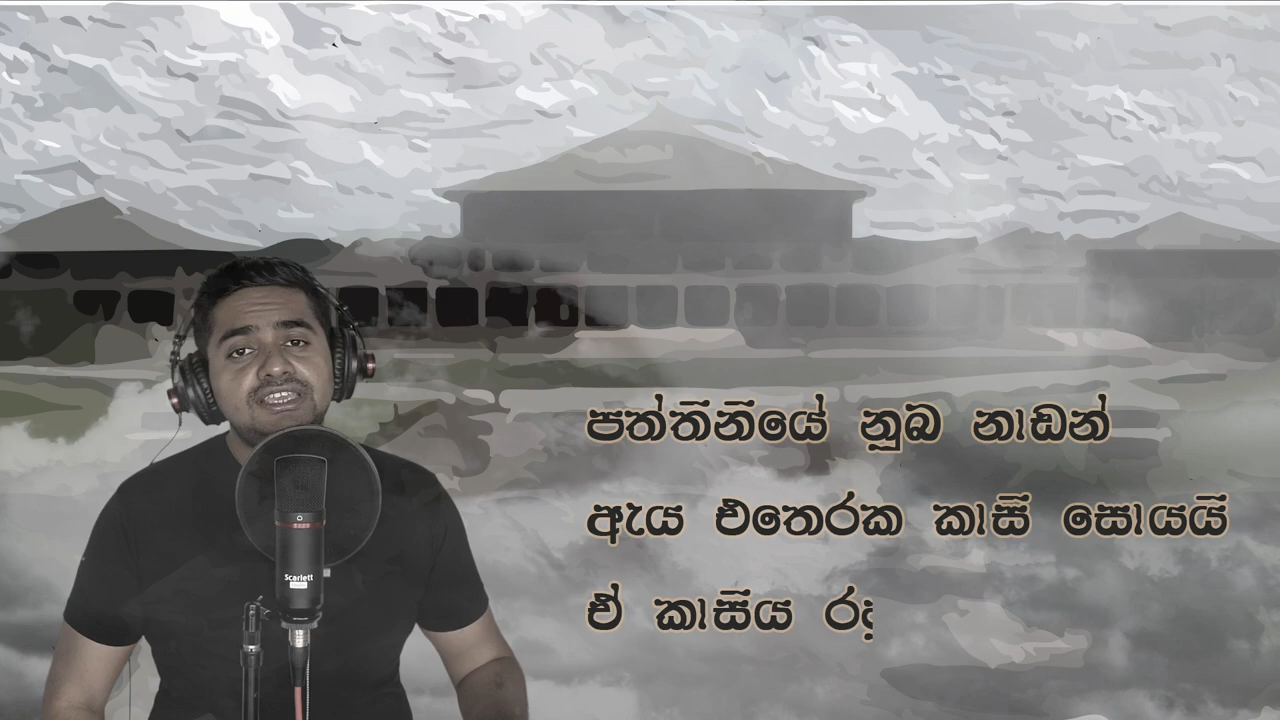 පත්තිනියේ නුඹ නාඩන්
ඇය එතෙරක කාසි සොයයි
ඒ කාසිය
Scarlett